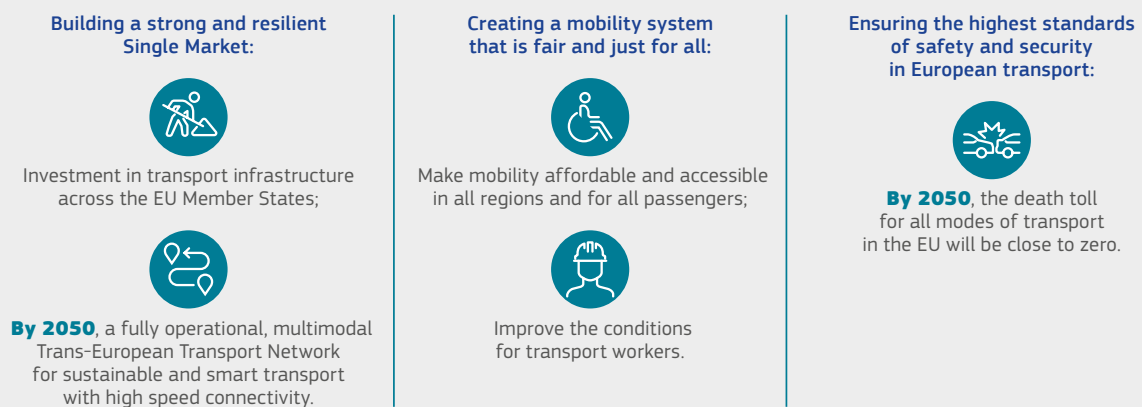 Building a strong and resilient
Single Market:
Investment in transport infrastructure
across the EU Member States;
By 2050, a fully operational, multimodal
Trans-European Transport Network
for sustainable and smart transport
with high speed connectivity.
Creating a mobility system
that is fair and just for all:
Make mobility affordable and accessible
in all regions and for all passengers;
Improve the conditions
for transport workers.
Ensuring the highest standards
of safety and security
in European transport:
By 2050, the death toll
for all modes of transport
in the EU will be close to zero.